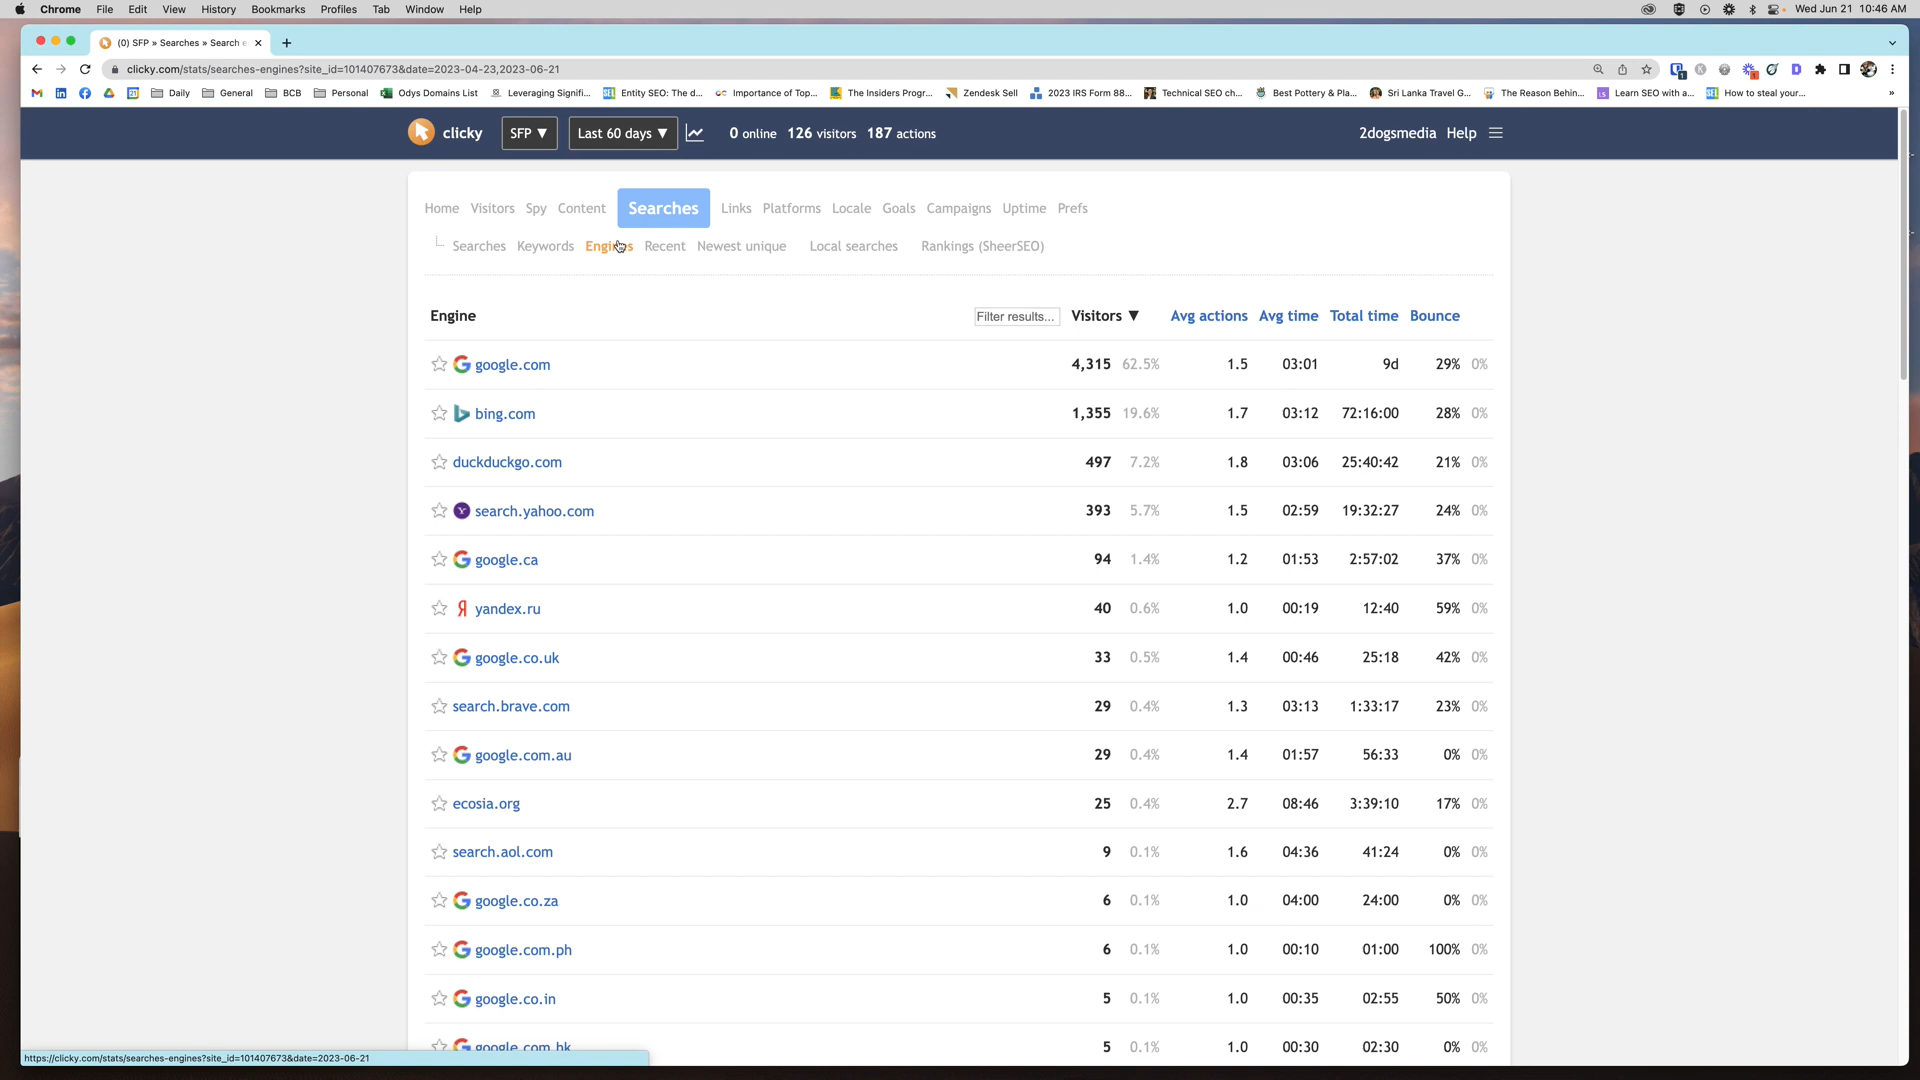 Chrome File Edit View History Bookmarks Profiles Tab Window Help Wed Jun 21 10:46 AM
(0) SFP » Searches » Search e
clicky.com/stats/searches-engines?site_id=101407673&date=2023-04-23,2023-06-21
Daily General BCB Personal Odys Domains List Leveraging Signifi... Entity SEO: The d... Importance of Top... The Insiders Progr... Zendesk Sell 2023 IRS Form 88... Technical SEO ch... Best Pottery & Pla... Sri Lanka Travel G... The Reason Behin... Learn SEO with a... How to steal your... »
clicky SFP ▼ Last 60 days ▼ 0 online 126 visitors 187 actions 2dogsmedia Help
Home Visitors Spy Content Searches Links Platforms Locale Goals Campaigns Uptime Prefs
Searches Keywords Engines Recent Newest unique Local searches Rankings (SheerSEO)
Engine Filter results... Visitors ▼ Avg actions Avg time Total time Bounce
google.com 4,315 62.5% 1.5 03:01 9d 29% 0%
bing.com 1,355 19.6% 1.7 03:12 72:16:00 28% 0%
duckduckgo.com 497 7.2% 1.8 03:06 25:40:42 21% 0%
search.yahoo.com 393 5.7% 1.5 02:59 19:32:27 24% 0%
google.ca 94 1.4% 1.2 01:53 2:57:02 37% 0%
yandex.ru 40 0.6% 1.0 00:19 12:40 59% 0%
google.co.uk 33 0.5% 1.4 00:46 25:18 42% 0%
search.brave.com 29 0.4% 1.3 03:13 1:33:17 23% 0%
google.com.au 29 0.4% 1.4 01:57 56:33 0% 0%
ecosia.org 25 0.4% 2.7 08:46 3:39:10 17% 0%
search.aol.com 9 0.1% 1.6 04:36 41:24 0% 0%
google.co.za 6 0.1% 1.0 04:00 24:00 0% 0%
google.com.ph 6 0.1% 1.0 00:10 01:00 100% 0%
google.co.in 5 0.1% 1.0 00:35 02:55 50% 0%
google.com.hk 5 0.1% 1.0 00:30 02:30 0% 0%
https://clicky.com/stats/searches-engines?site_id=101407673&date=2023-06-21